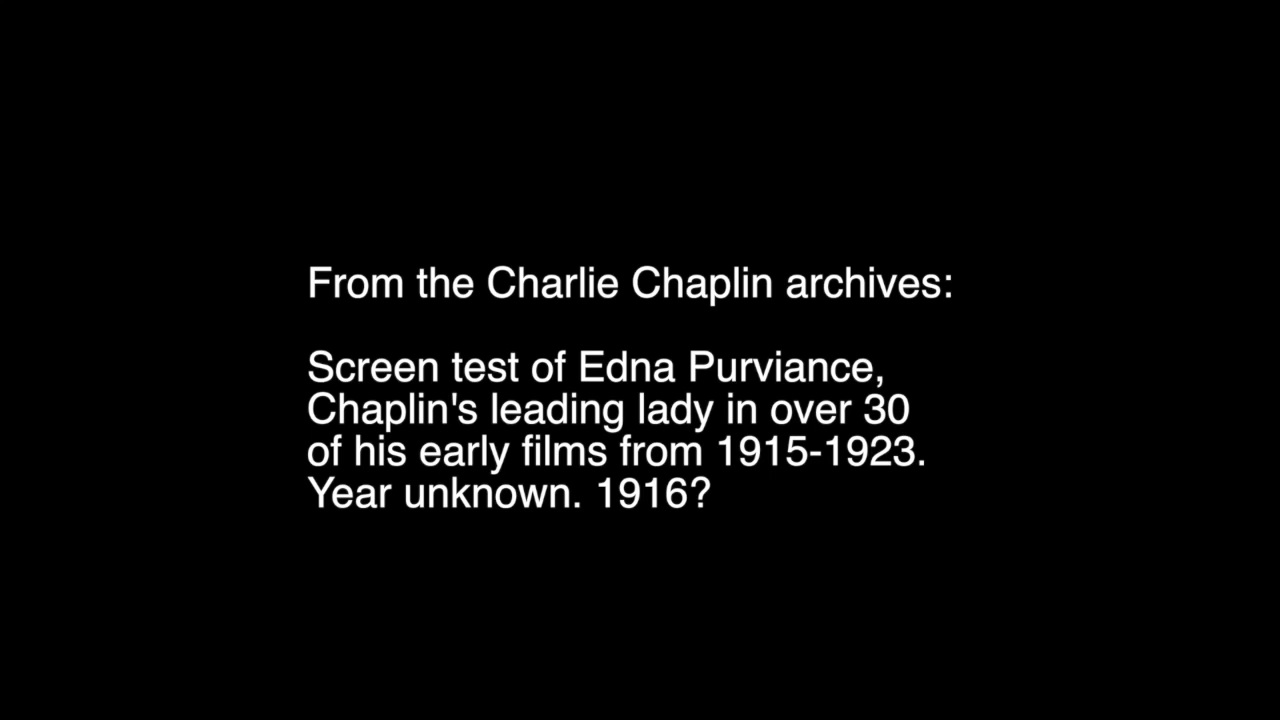 From the Charlie Chaplin archives:
Screen test of Edna Purviance,
Chaplin's leading lady in over 30
of his early films from 1915-1923.
Year unknown. 1916?